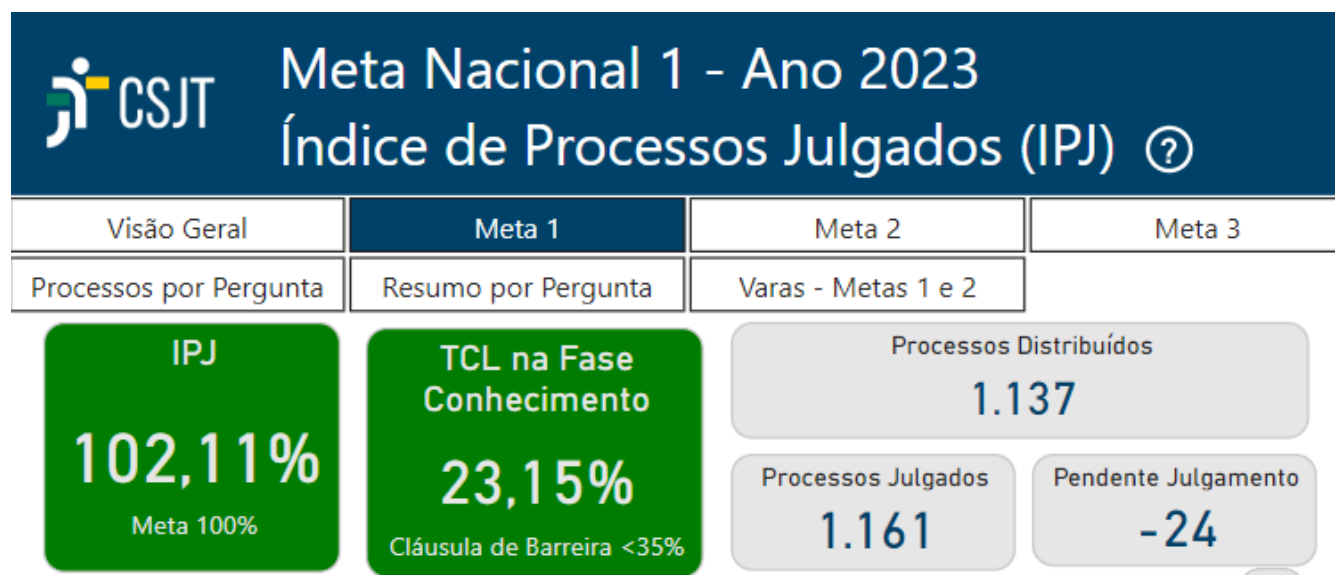 CSJT
Meta Nacional 1 - Ano 2023
Índice de Processos Julgados (IPJ) ?
Visão Geral
Meta 1
Meta 2
Meta 3
Processos por Pergunta
Resumo por Pergunta
Varas - Metas 1 e 2
IPJ
102,11%
Meta 100%
TCL na Fase
Conhecimento
23,15%
Cláusula de Barreira <35%
Processos Distribuídos
1.137
Processos Julgados
1.161
Pendente Julgamento
-24